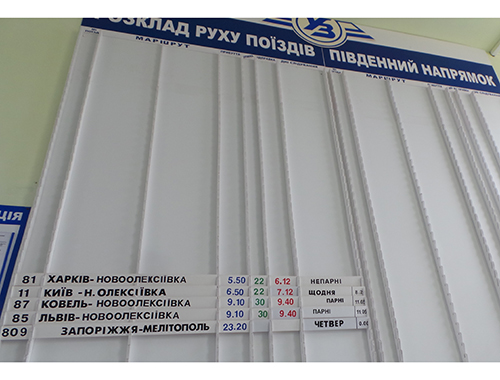 РОЗКЛАД РУХУ ПОЇЗДІВ ПІВДЕННИЙ НАПРЯМОК
МАРШРУТ
МАРШРУТ
ЦІЯ
81 ХАРКІВ-НОВООЛЕКСІЇВКА 5.50 22 6.12 НЕПАРНІ
11 КИЇВ -Н.ОЛЕКСІЇВКА 6.50 22 7.12 ЩОДНЯ
87 КОВЕЛЬ-НОВООЛЕКСІЇВКА 9.10 30 9.40 ПАРНІ
85 ЛЬВІВ-НОВООЛЕКСІЇВКА 9.10 30 9.40 ПАРНІ
809 ЗАПОРІЖЖЯ-МЕЛІТОПОЛЬ 23.20 ЧЕТВЕР